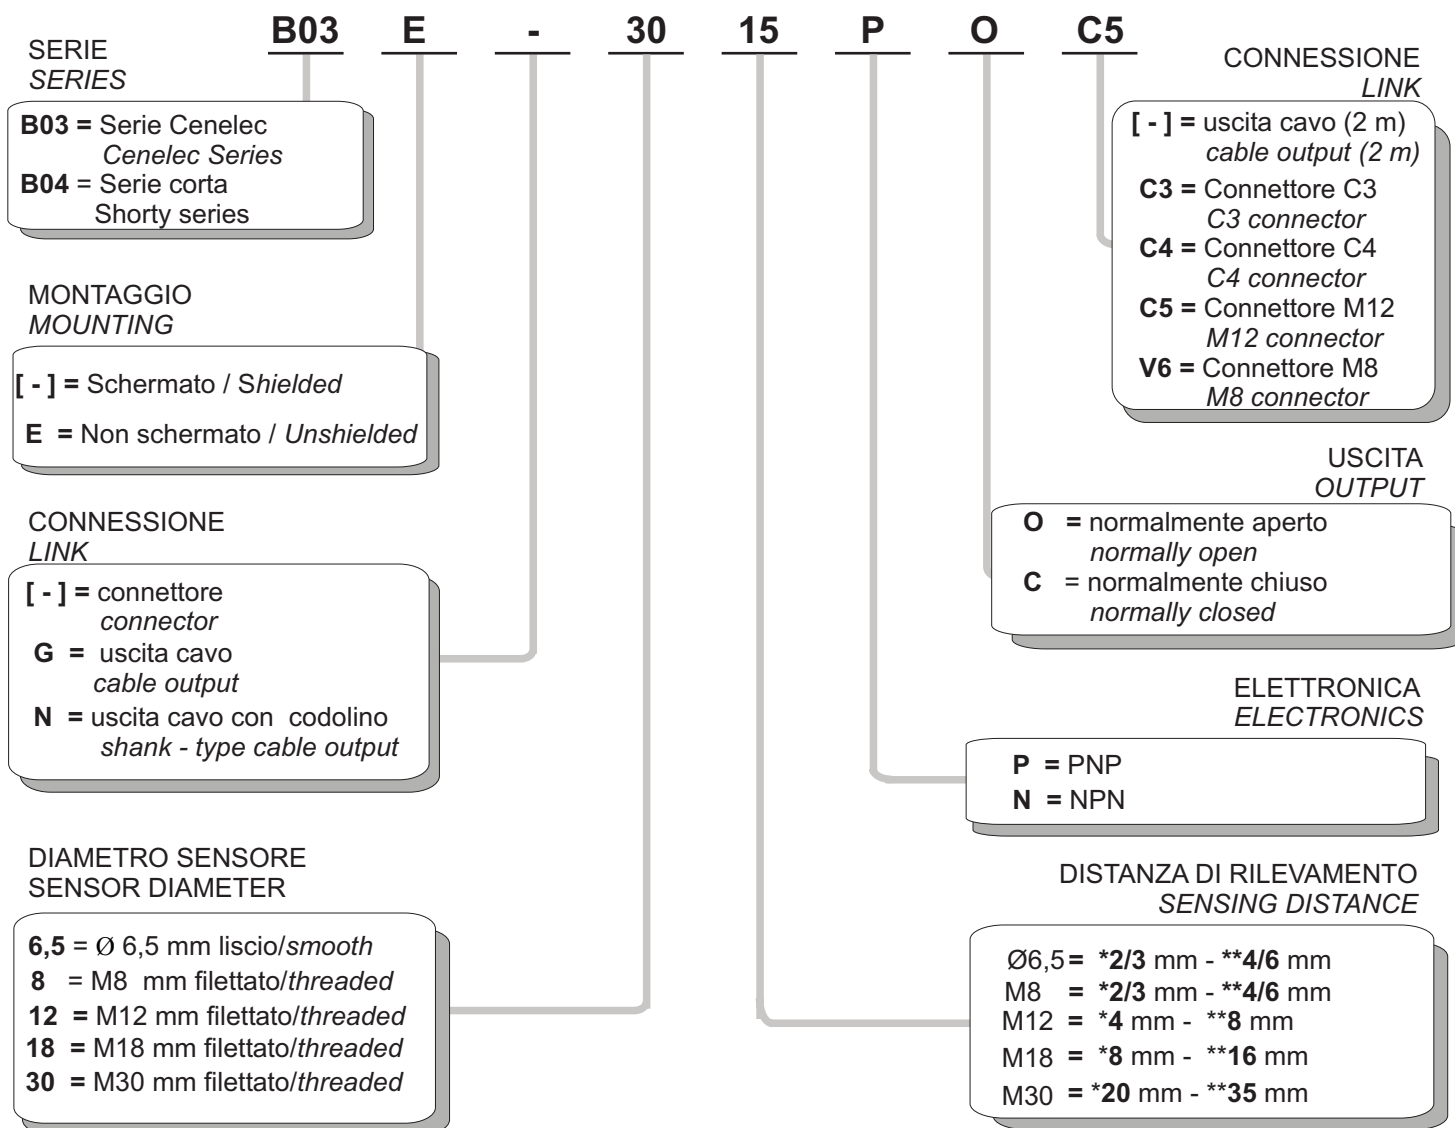 B03 E - 30 15 P O C5
SERIE
SERIES
B03 = Serie Cenelec
Cenelec Series
B04 = Serie corta
Shorty series
MONTAGGIO
MOUNTING
[ - ] = Schermato / Shielded
E = Non schermato / Unshielded
CONNESSIONE
LINK
[ - ] = connettore
connector
G = uscita cavo
cable output
N = uscita cavo con codolino
shank - type cable output
DIAMETRO SENSORE
SENSOR DIAMETER
6,5 = Ø 6,5 mm liscio/smooth
8 = M8 mm filettato/threaded
12 = M12 mm filettato/threaded
18 = M18 mm filettato/threaded
30 = M30 mm filettato/threaded
CONNESSIONE
LINK
[ - ] = uscita cavo (2 m)
cable output (2 m)
C3 = Connettore C3
C3 connector
C4 = Connettore C4
C4 connector
C5 = Connettore M12
M12 connector
V6 = Connettore M8
M8 connector
USCITA
OUTPUT
O = normalmente aperto
normally open
C = normalmente chiuso
normally closed
ELETTRONICA
ELECTRONICS
P = PNP
N = NPN
DISTANZA DI RILEVAMENTO
SENSING DISTANCE
Ø6,5 = *2/3 mm - **4/6 mm
M8 = *2/3 mm - **4/6 mm
M12 = *4 mm - **8 mm
M18 = *8 mm - **16 mm
M30 = *20 mm - **35 mm